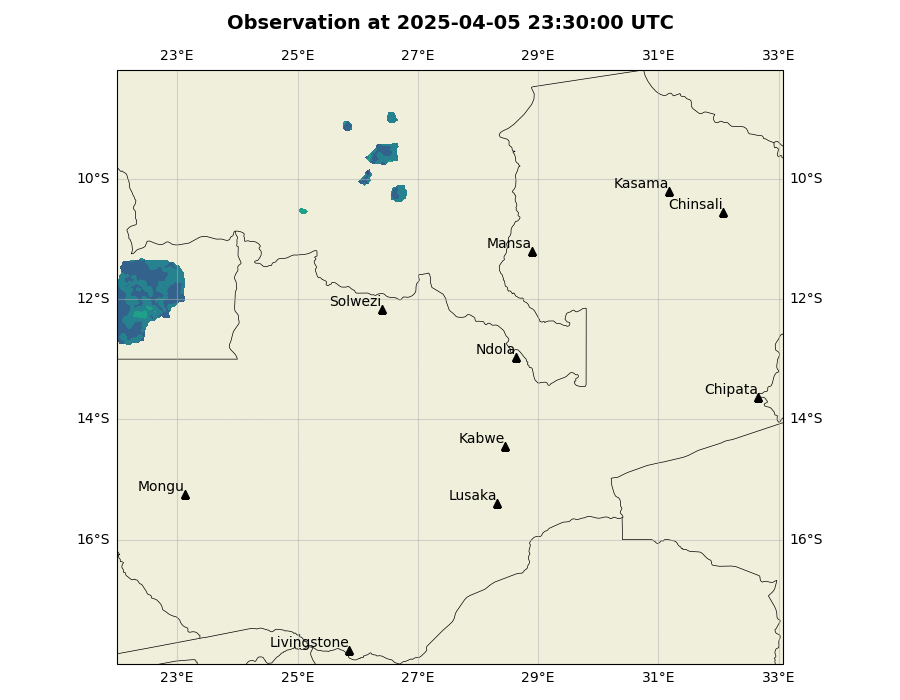 Observation at 2025-04-05 23:30:00 UTC
23°E 25°E 27°E 29°E 31°E 33°E
10°S 10°S
Kasama
Chinsali
Mansa
12°S 12°S
Solwezi
Ndola
Chipata
14°S 14°S
Kabwe
Mongu
Lusaka
16°S 16°S
Livingstone
23°E 25°E 27°E 29°E 31°E 33°E